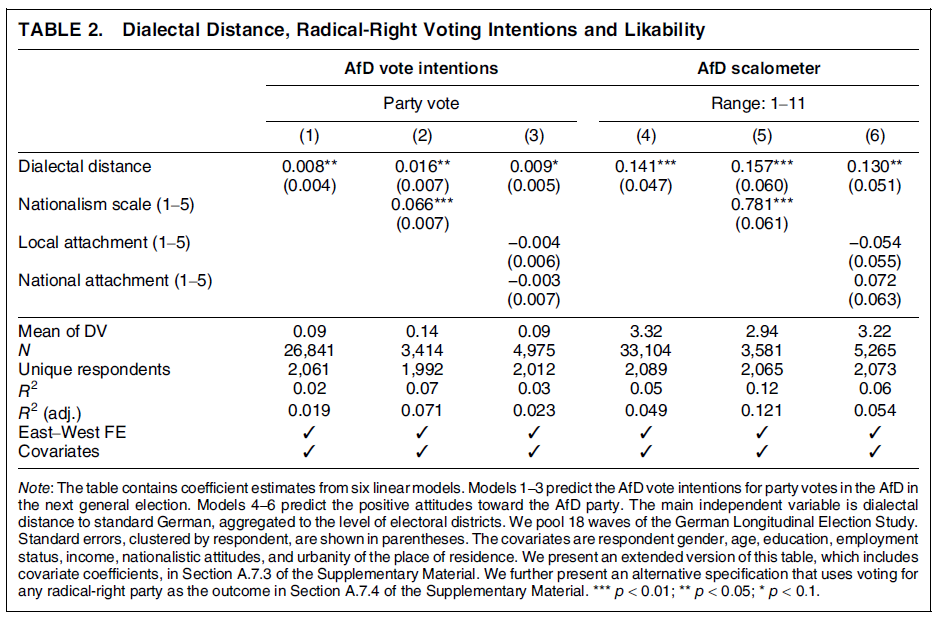 TABLE 2. Dialectal Distance, Radical-Right Voting Intentions and Likability
AfD vote intentions AfD scalometer
Party vote Range: 1–11
(1) (2) (3) (4) (5) (6)
Dialectal distance 0.008** 0.016** 0.009* 0.141*** 0.157*** 0.130**
(0.004) (0.007) (0.005) (0.047) (0.060) (0.051)
Nationalism scale (1–5) 0.066*** 0.781***
(0.007) (0.061)
Local attachment (1–5) −0.004 −0.054
(0.006) (0.055)
National attachment (1–5) −0.003 0.072
(0.007) (0.063)
Mean of DV 0.09 0.14 0.09 3.32 2.94 3.22
N 26,841 3,414 4,975 33,104 3,581 5,265
Unique respondents 2,061 1,992 2,012 2,089 2,065 2,073
R² 0.02 0.07 0.03 0.05 0.12 0.06
R² (adj.) 0.019 0.071 0.023 0.049 0.121 0.054
East–West FE ✓ ✓ ✓ ✓ ✓ ✓
Covariates ✓ ✓ ✓ ✓ ✓ ✓
Note: The table contains coefficient estimates from six linear models. Models 1–3 predict the AfD vote intentions for party votes in the AfD in
the next general election. Models 4–6 predict the positive attitudes toward the AfD party. The main independent variable is dialectal
distance to standard German, aggregated to the level of electoral districts. We pool 18 waves of the German Longitudinal Election Study.
Standard errors, clustered by respondent, are shown in parentheses. The covariates are respondent gender, age, education, employment
status, income, nationalistic attitudes, and urbanity of the place of residence. We present an extended version of this table, which includes
covariate coefficients, in Section A.7.3 of the Supplementary Material. We further present an alternative specification that uses voting for
any radical-right party as the outcome in Section A.7.4 of the Supplementary Material. *** p < 0.01; ** p < 0.05; * p < 0.1.